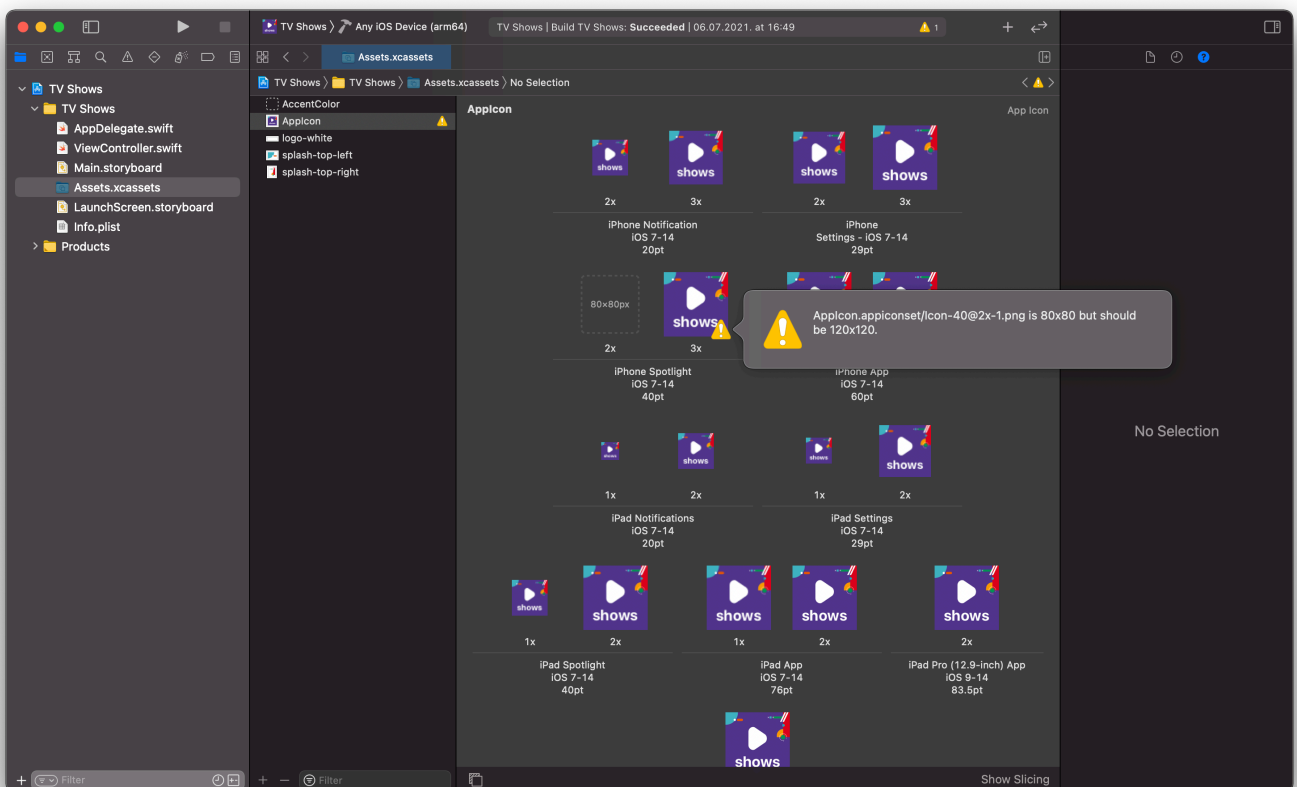 TV Shows 〉 Any iOS Device (arm64)
TV Shows | Build TV Shows: Succeeded | 06.07.2021. at 16:49
1
Assets.xcassets
TV Shows 〉 TV Shows 〉 Assets.xcassets 〉 No Selection
TV Shows
TV Shows
AppDelegate.swift
ViewController.swift
Main.storyboard
Assets.xcassets
LaunchScreen.storyboard
Info.plist
Products
Filter
AccentColor
AppIcon
logo-white
splash-top-left
splash-top-right
Filter
AppIcon
App Icon
shows
shows
shows
shows
2x
3x
2x
3x
iPhone Notification
iOS 7-14
20pt
iPhone
Settings - iOS 7-14
29pt
80×80px
shows
AppIcon.appiconset/Icon-40@2x-1.png is 80x80 but should
be 120x120.
2x
3x
iPhone Spotlight
iOS 7-14
40pt
iPhone App
iOS 7-14
60pt
shows
shows
shows
shows
1x
2x
1x
2x
iPad Notifications
iOS 7-14
20pt
iPad Settings
iOS 7-14
29pt
shows
shows
shows
shows
shows
1x
2x
1x
2x
2x
iPad Spotlight
iOS 7-14
40pt
iPad App
iOS 7-14
76pt
iPad Pro (12.9-inch) App
iOS 9-14
83.5pt
shows
Show Slicing
No Selection